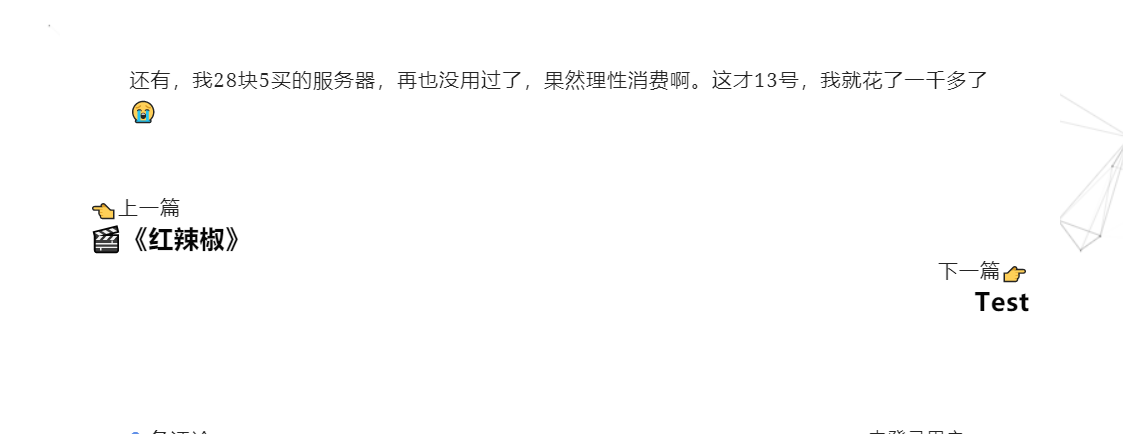 还有，我28块5买的服务器，再也没用过了，果然理性消费啊。这才13号，我就花了一千多了
😭
👈上一篇
🎬《红辣椒》
下一篇👉
Test